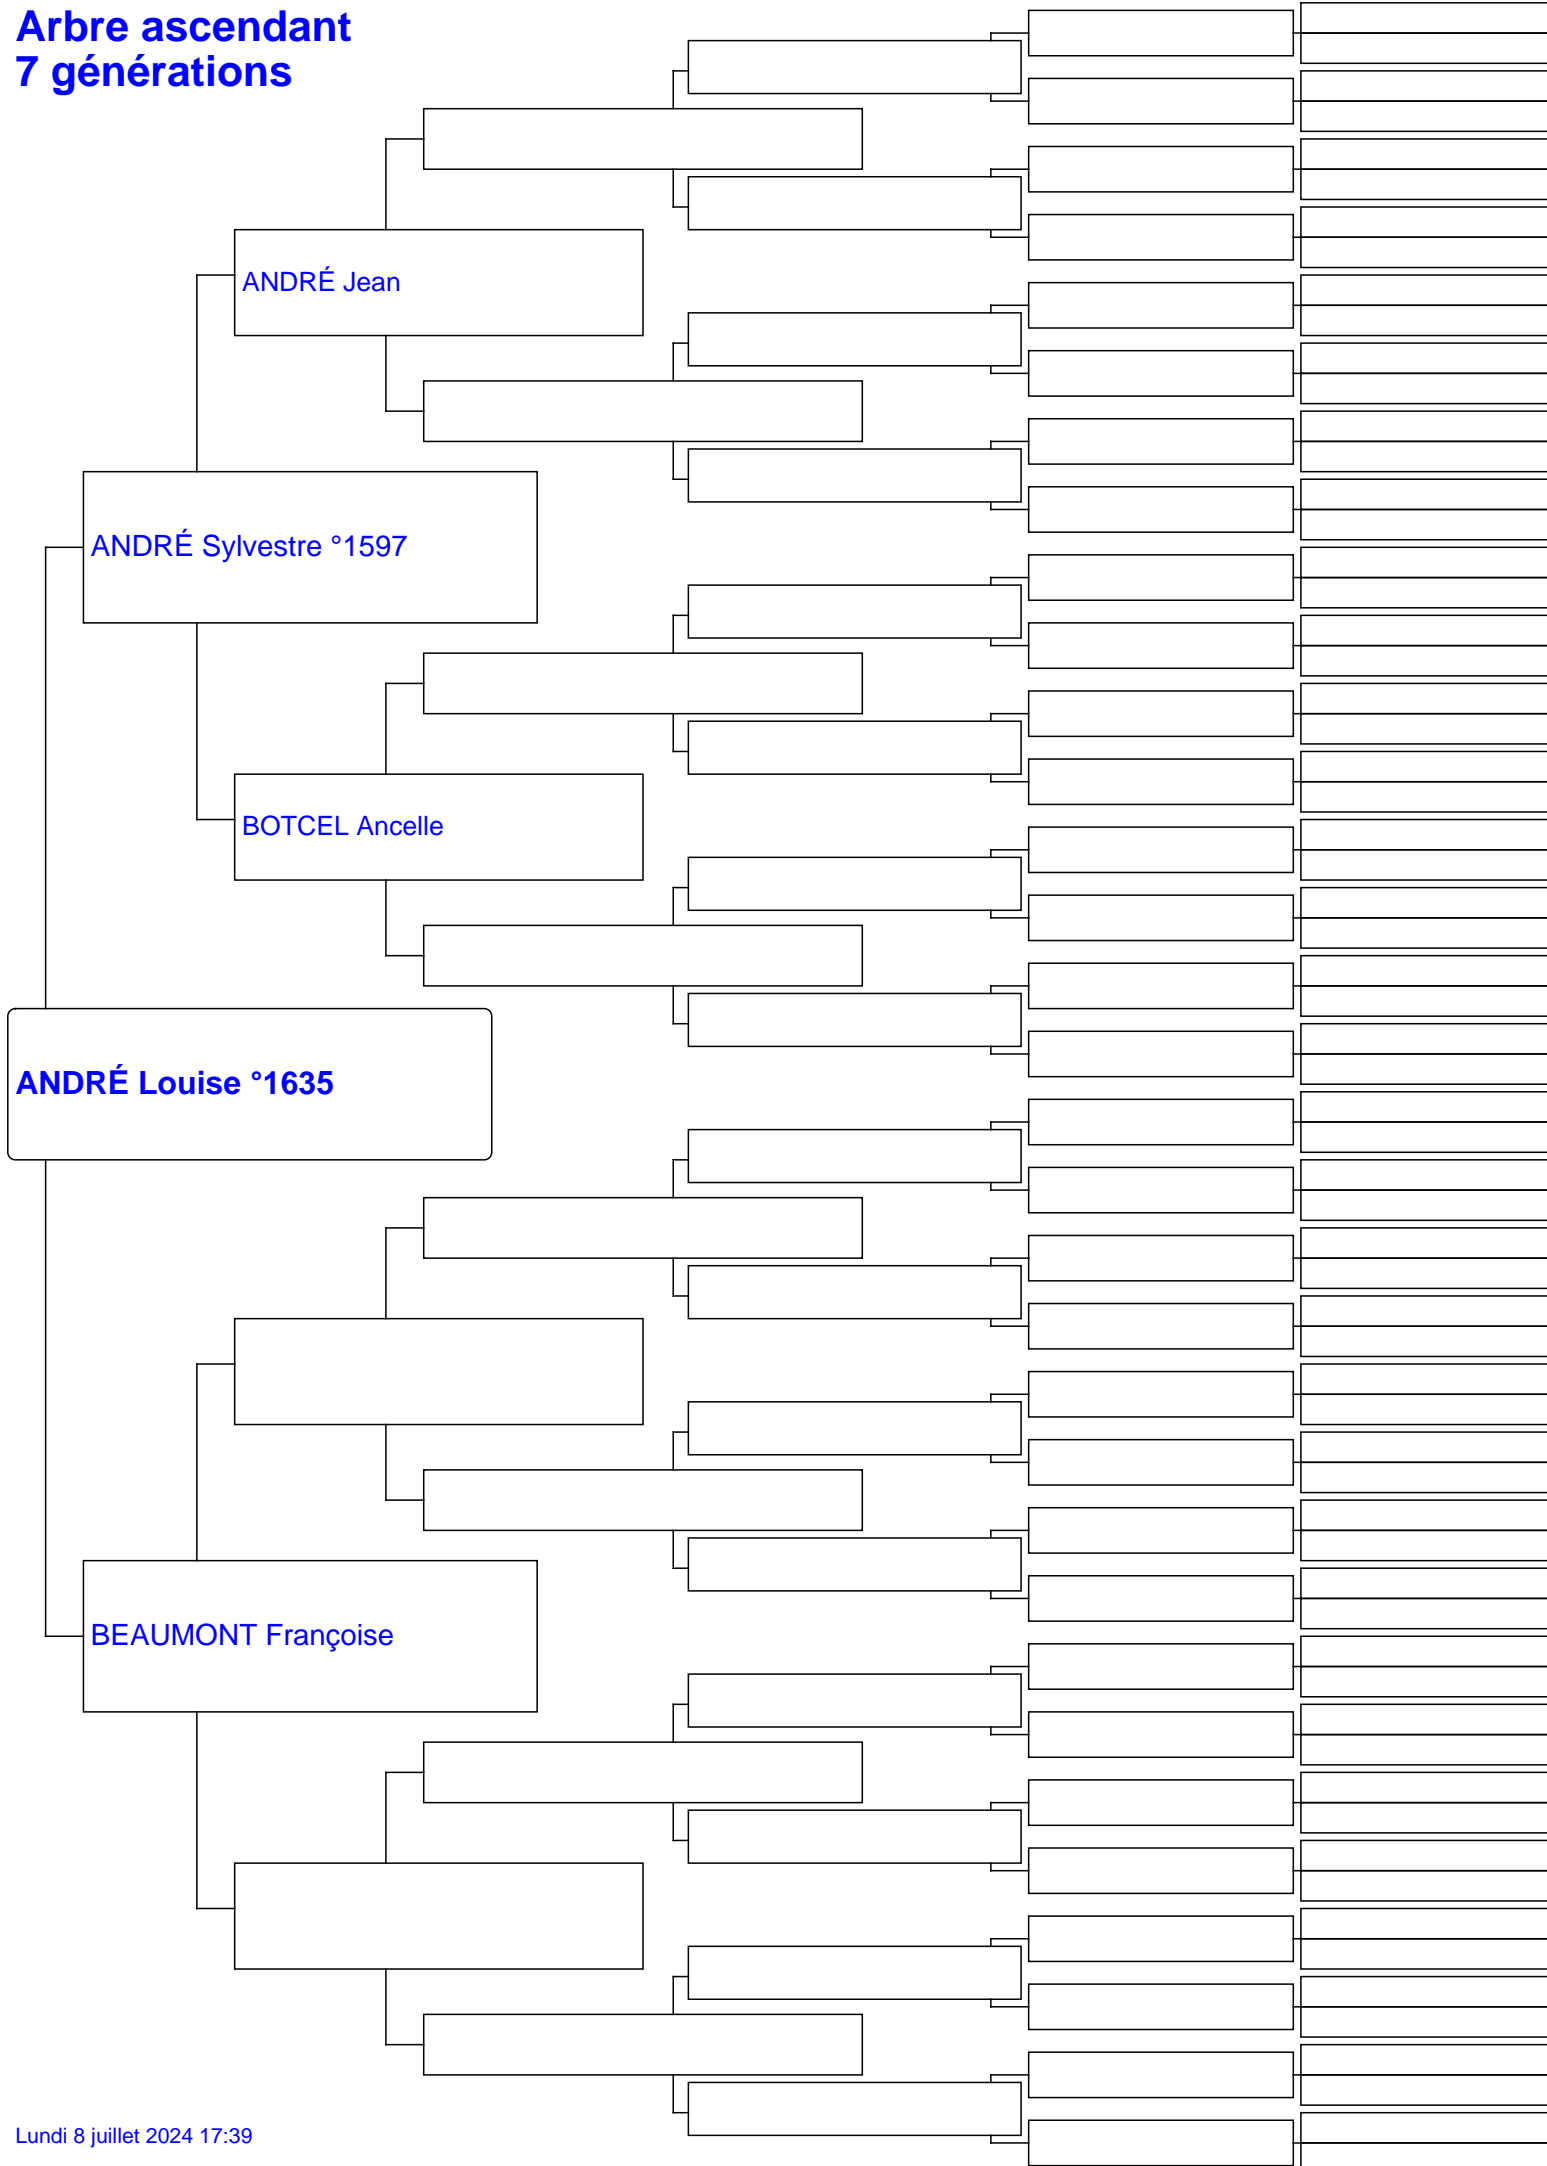 Arbre ascendant
7 générations
ANDRÉ Jean
ANDRÉ Sylvestre °1597
BOTCEL Ancelle
ANDRÉ Louise °1635
BEAUMONT Françoise
Lundi 8 juillet 2024 17:39